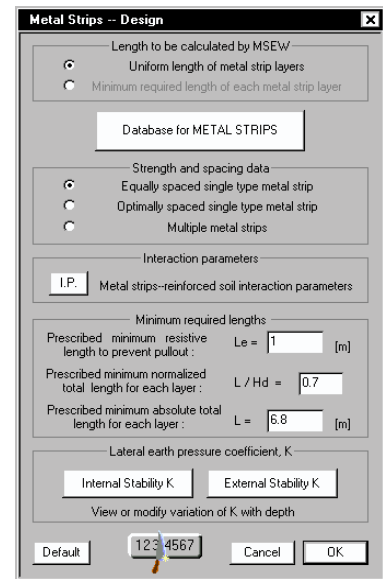 Metal Strips -- Design
Length to be calculated by MSEW
Uniform length of metal strip layers
Minimum required length of each metal strip layer
Database for METAL STRIPS
Strength and spacing data
Equally spaced single type metal strip
Optimally spaced single type metal strip
Multiple metal strips
Interaction parameters
I.P. Metal strips--reinforced soil interaction parameters
Minimum required lengths
Prescribed minimum resistive
length to prevent pullout : Le = 1 [m]
Prescribed minimum normalized
total length for each layer : L / Hd = 0.7
Prescribed minimum absolute total
length for each layer : L = 6.8 [m]
Lateral earth pressure coefficient, K
Internal Stability K External Stability K
View or modify variation of K with depth
Default 123 4567 Cancel OK